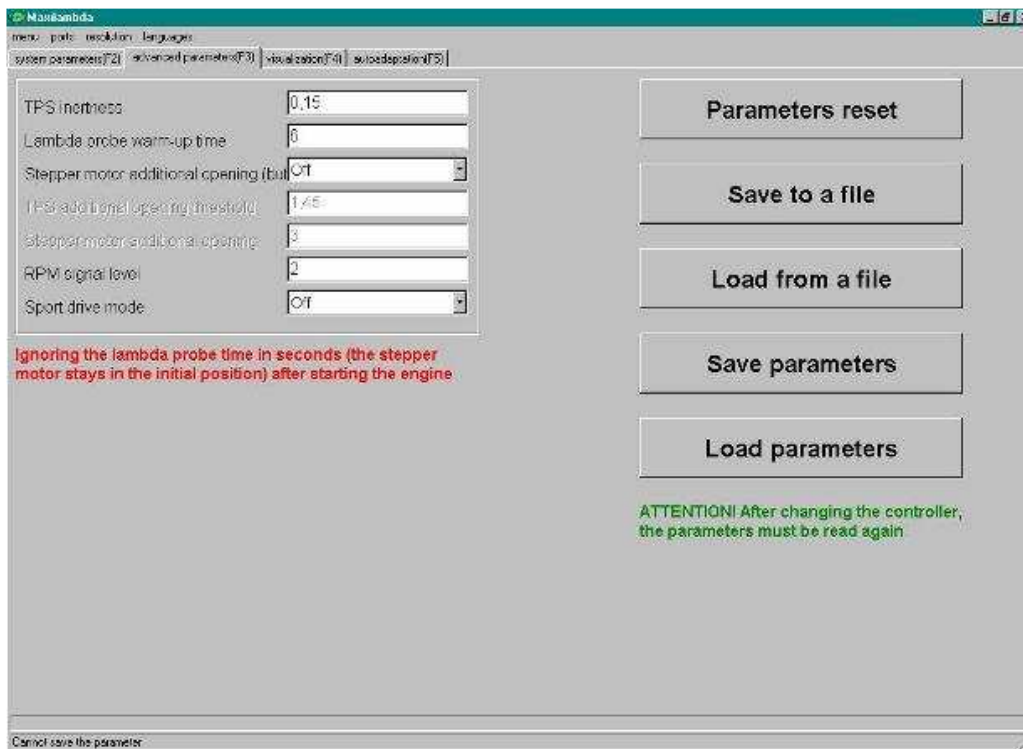 Maxilambda
menu ports resolution languages
system parameters(F2) advanced parameters(F3) visualization(F4) autoadaptation(F5)
TPS inertness 0,15
Lambda probe warm-up time 6
Stepper motor additional opening (but Off
TPS additional opening threshold 1,45
Stepper motor additional opening 3
RPM signal level 2
Sport drive mode Off
Ignoring the lambda probe time in seconds (the stepper
motor stays in the initial position) after starting the engine
Parameters reset
Save to a file
Load from a file
Save parameters
Load parameters
ATTENTION! After changing the controller,
the parameters must be read again
Cannot save the parameter